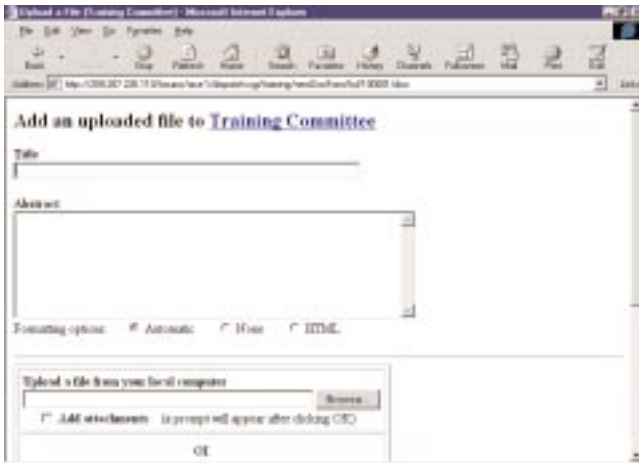 Upload a File (Training Committee) - Microsoft Internet Explorer
File Edit View Go Favorites Help
Back Stop Refresh Home Search Favorites History Channels Fullscreen Mail Print Edit
Address
Links
Add an uploaded file to Training Committee
Title
Abstract
Formatting options: Automatic None HTML
Upload a file from your local computer
Browse...
Add attachments (a prompt will appear after clicking OK)
or